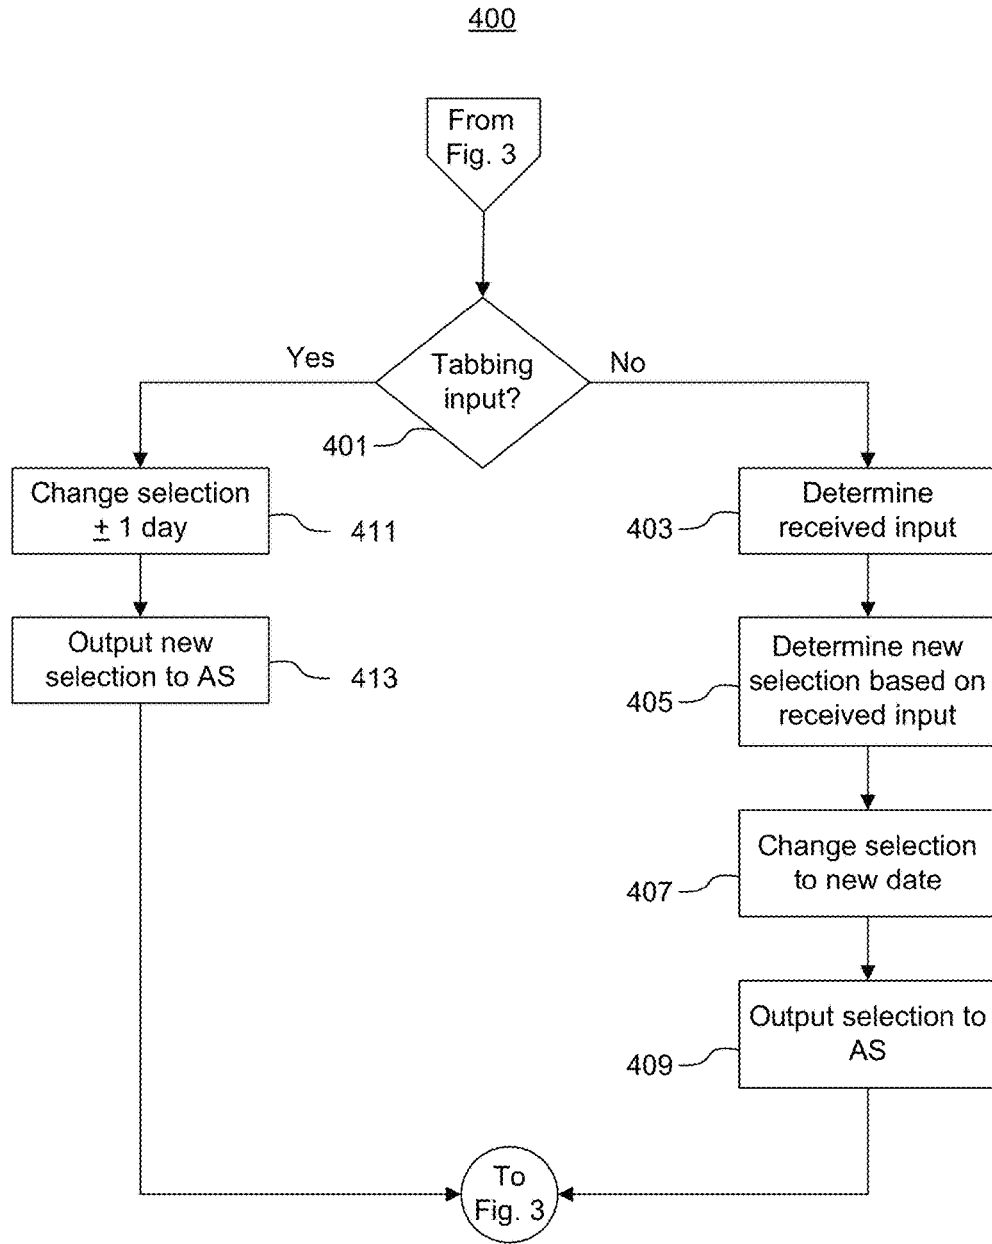 400
From
Fig. 3
Yes
Tabbing
input?
No
401
Change selection
± 1 day
411
Determine
received input
403
Output new
selection to AS
413
Determine new
selection based on
received input
405
Change selection
to new date
407
Output selection to
AS
409
To
Fig. 3